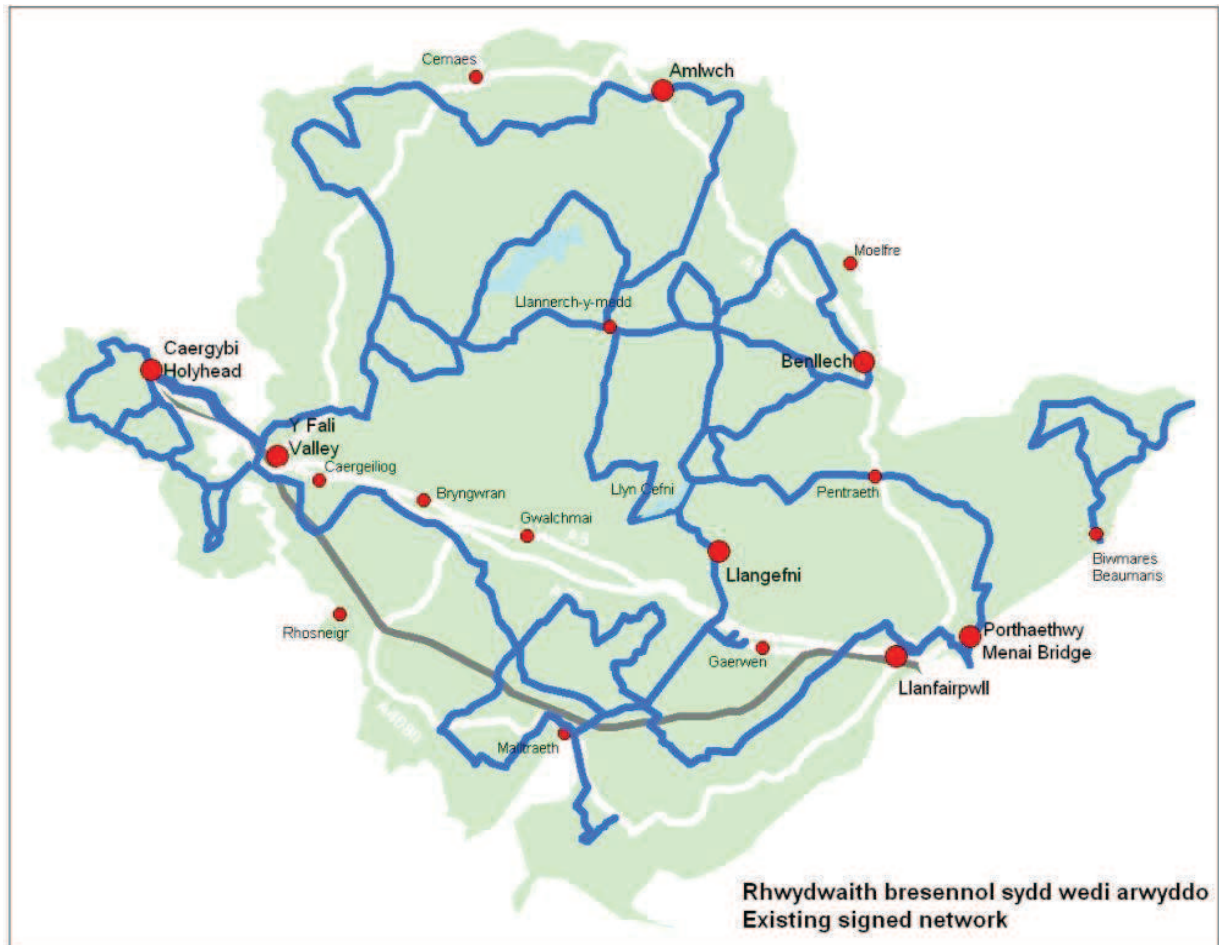 Cemaes
Amlwch
Moelfre
A5025
Llannerch-y-medd
Caergybi
Holyhead
Benllech
Y Fali
Valley
Caergeiliog
Bryngwran
Llyn Cefni
Pentraeth
Gwalchmai
A5
Llangefni
Biwmares
Beaumaris
Rhosneigr
Gaerwen
Porthaethwy
Menai Bridge
Llanfairpwll
A4080
Malltraeth
Rhwydwaith bresennol sydd wedi arwyddo
Existing signed network